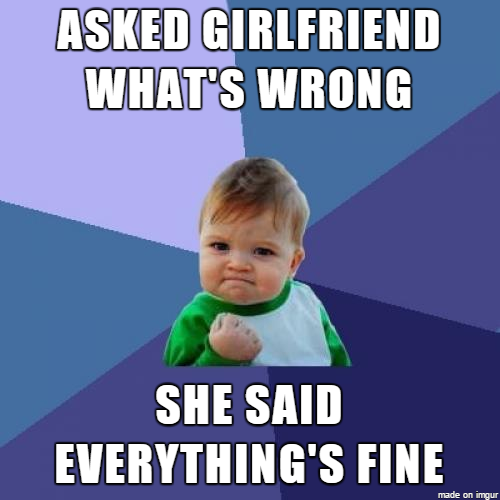 ASKED GIRLFRIEND
WHAT'S WRONG
SHE SAID
EVERYTHING'S FINE
made on imgur